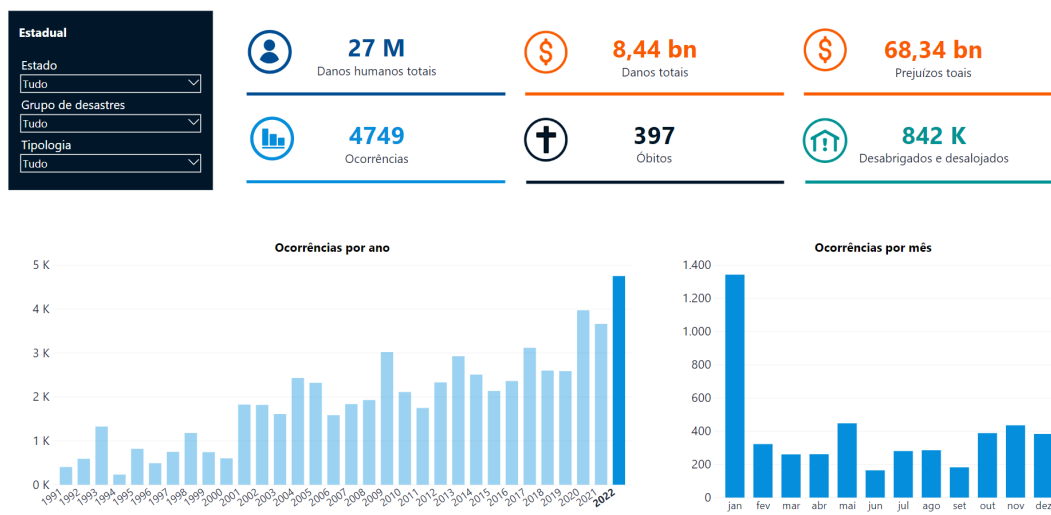 Estadual
Estado
Tudo
Grupo de desastres
Tudo
Tipologia
Tudo
27 M
Danos humanos totais
8,44 bn
Danos totais
68,34 bn
Prejuízos toais
4749
Ocorrências
397
Óbitos
842 K
Desabrigados e desalojados
Ocorrências por ano
5 K
4 K
3 K
2 K
1 K
0 K
1991 1992 1993 1994 1995 1996 1997 1998 1999 2000 2001 2002 2003 2004 2005 2006 2007 2008 2009 2010 2011 2012 2013 2014 2015 2016 2017 2018 2019 2020 2021 2022
Ocorrências por mês
1.400
1.200
1.000
800
600
400
200
0
jan fev mar abr mai jun jul ago set out nov dez